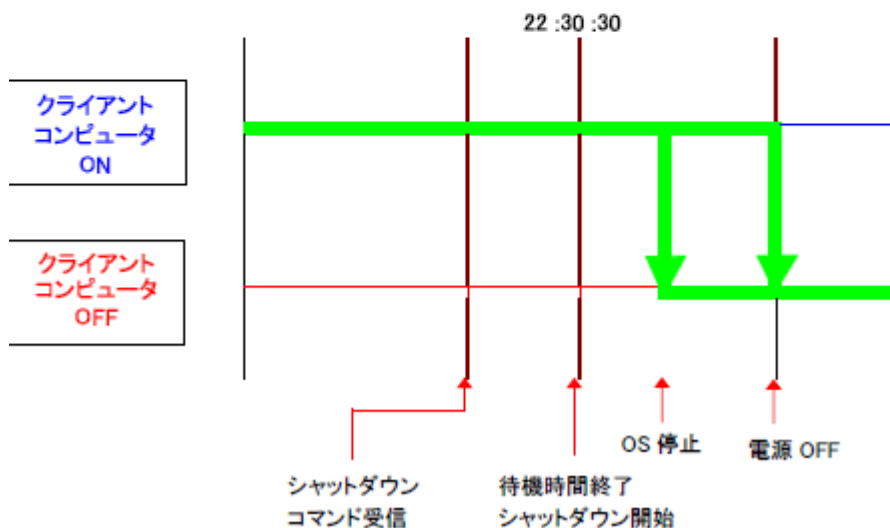 22 :30 :30
クライアント
コンピュータ
ON
クライアント
コンピュータ
OFF
OS 停止
電源 OFF
シャットダウン
コマンド受信
待機時間終了
シャットダウン開始